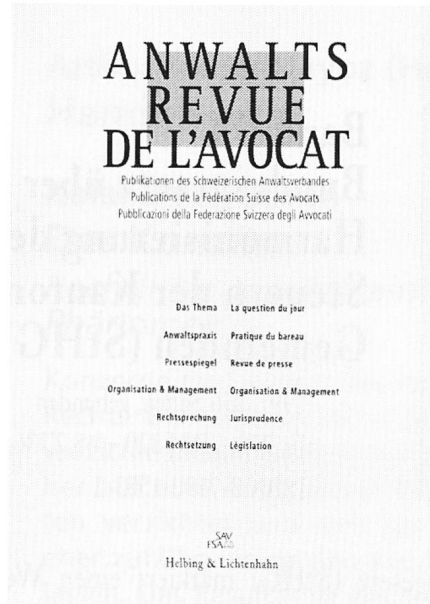 ANWALTS
REVUE
DE L'AVOCAT
Publikationen des Schweizerischen Anwaltsverbandes
Publications de la Fédération Suisse des Avocats
Pubblicazioni della Federazione Svizzera degli Avvocati
Das Thema La question du jour
Anwaltspraxis Pratique du bareau
Pressespiegel Revue de presse
Organisation & Management Organisation & Management
Rechtsprechung Jurisprudence
Rechtsetzung Législation
SAV
FSA
Helbing & Lichtenhahn